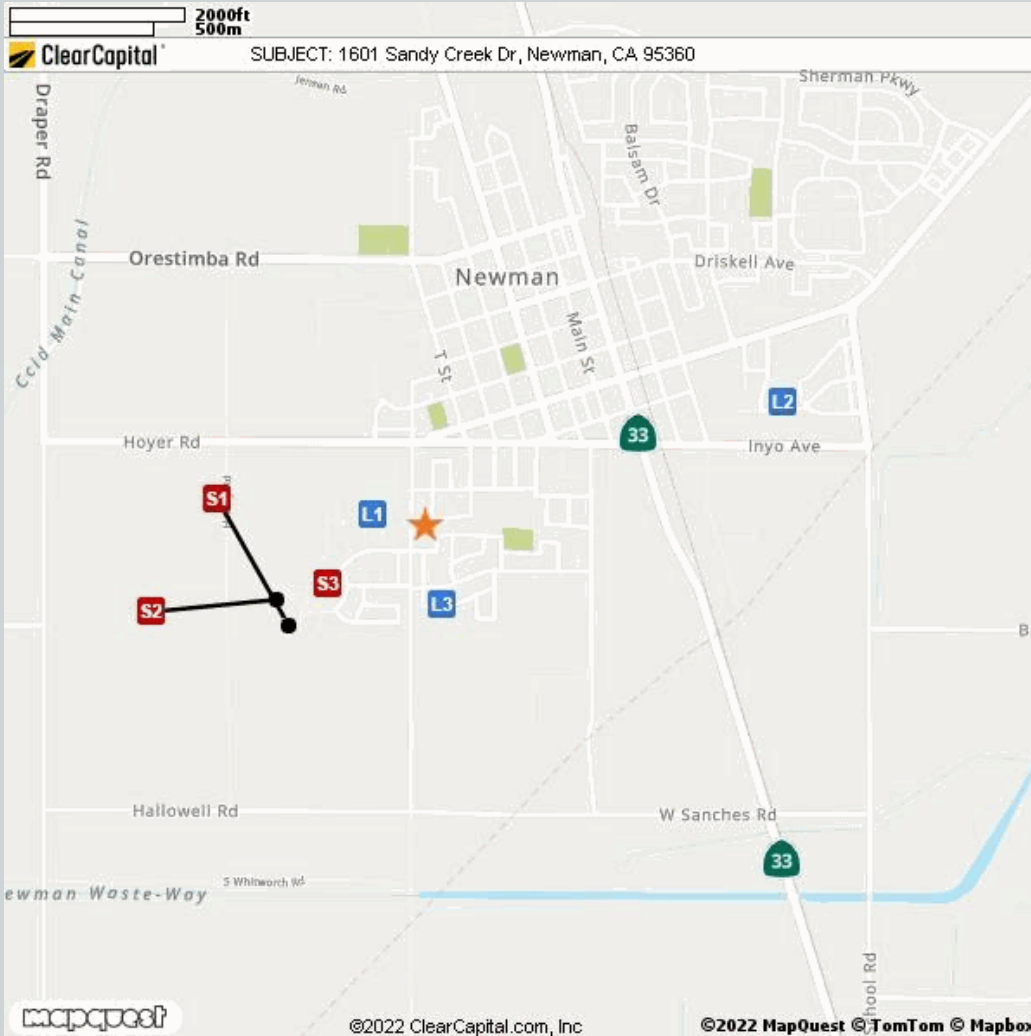 2000ft
500m
ClearCapital
SUBJECT: 1601 Sandy Creek Dr, Newman, CA 95360
Sherman Pkwy
Draper Rd
Balsam Dr
Orestimba Rd
Driskell Ave
Newman
Ccid Main Canal
Main St
T St
L2
33
Hoyer Rd
Inyo Ave
S1
L1
S3
S2
L3
B
Hallowell Rd
W Sanches Rd
33
S Whitworth Rd
ewman Waste-Way
chool Rd
mapquest
©2022 ClearCapital.com, Inc
©2022 MapQuest © TomTom © Mapbo